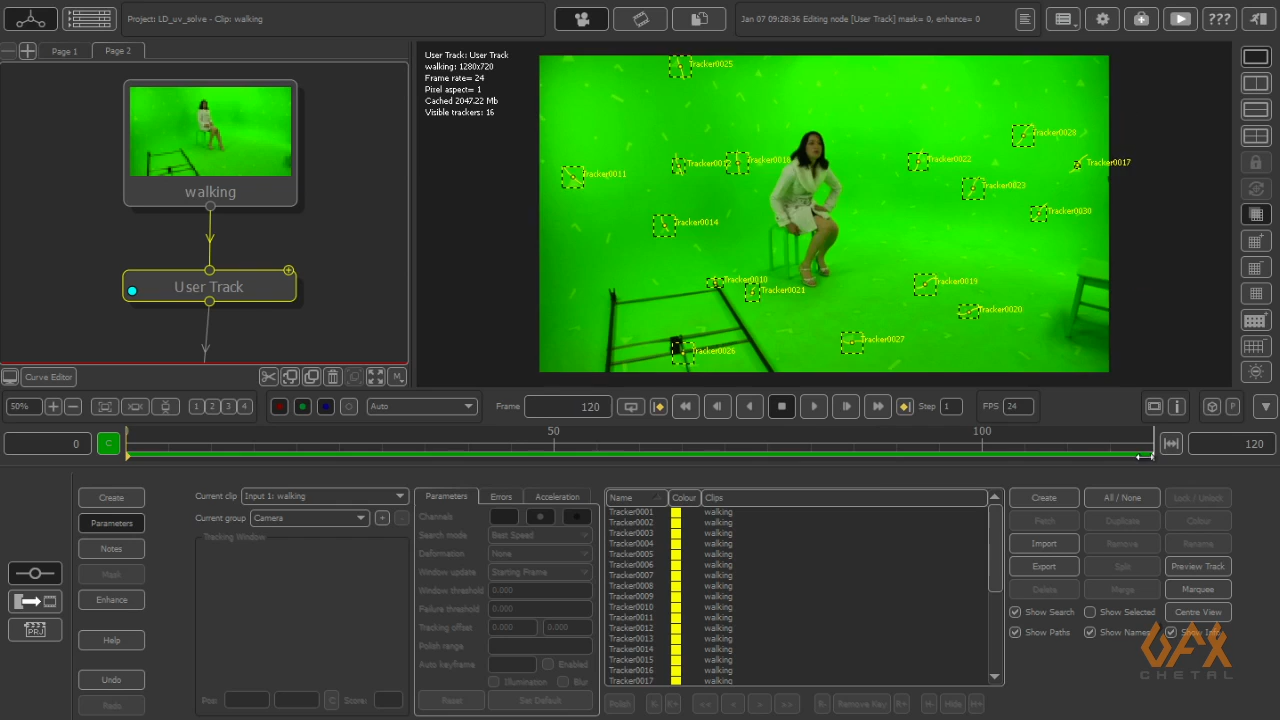 Project: LD_uv_solve - Clip: walking
Jan 07 09:28:36 Editing node [User Track] mask= 0, enhance= 0
???
Page 1
Page 2
walking
User Track
User Track: User Track
walking: 1280x720
Frame rate= 24
Pixel aspect= 1
Cached 2047.22 Mb
Visible trackers: 16
Tracker0025
Tracker0028
Tracker0011
Tracker0022
Tracker0017
Tracker0023
Tracker0030
Tracker0014
Tracker0010
Tracker0021
Tracker0019
Tracker0020
Tracker0026
Tracker0027
Curve Editor
M
50%
1 2 3 4
Auto
Frame
120
Step
1
FPS
24
P
0
C
50
100
120
Create
Parameters
Notes
Mask
Enhance
Help
Undo
Redo
PRJ
Current clip
Input 1: walking
Current group
Camera
Tracking Window
Pos:
C
Score:
Parameters
Errors
Acceleration
Channels
Search mode
Best Speed
Deformation
None
Window update
Starting Frame
Window threshold
0.000
Failure threshold
0.000
Tracking offset
0.000
0.000
Polish range
Auto keyframe
Enabled
Illumination
Blur
Reset
Set Default
Name
Colour
Clips
Tracker0001 walking
Tracker0002 walking
Tracker0003 walking
Tracker0004 walking
Tracker0005 walking
Tracker0006 walking
Tracker0007 walking
Tracker0008 walking
Tracker0009 walking
Tracker0010 walking
Tracker0011 walking
Tracker0012 walking
Tracker0013 walking
Tracker0014 walking
Tracker0015 walking
Tracker0016 walking
Tracker0017 walking
Polish
<<
<
>
>>
Remove Key
Hide
Create
All / None
Lock / Unlock
Fetch
Duplicate
Colour
Import
Remove
Rename
Export
Split
Preview Track
Delete
Merge
Marquee
Show Search
Show Selected
Centre View
Show Paths
Show Names
Show Info
VFX
CHETAL